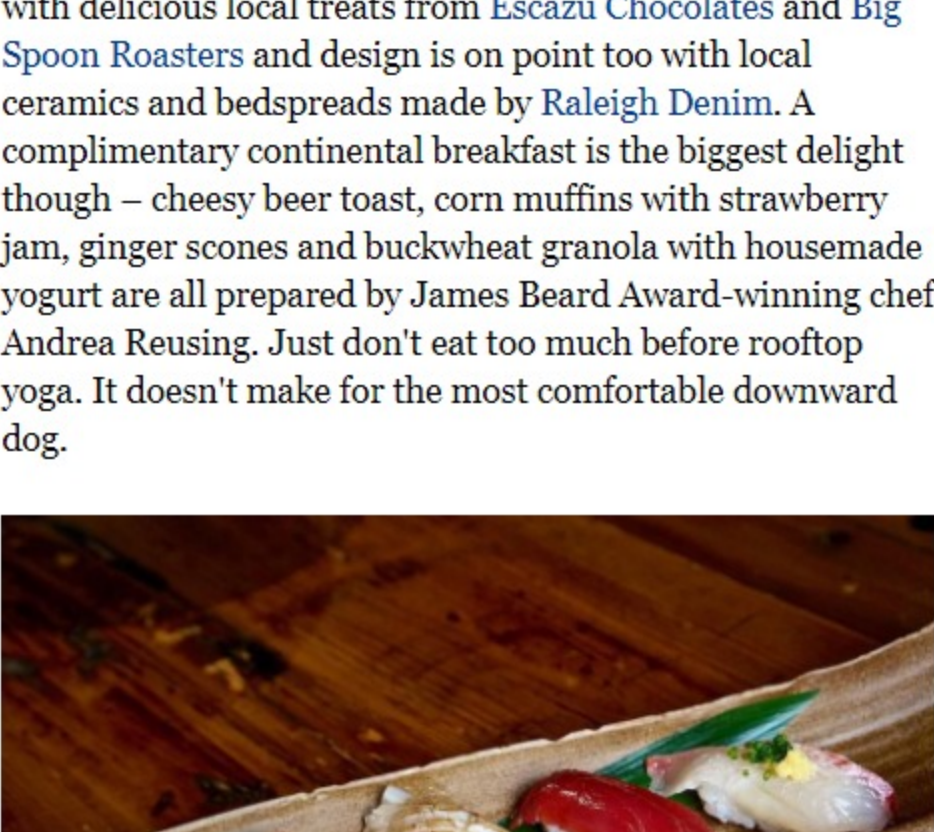 with delicious local treats from Escazu Chocolates and Big
Spoon Roasters and design is on point too with local
ceramics and bedspreads made by Raleigh Denim. A
complimentary continental breakfast is the biggest delight
though – cheesy beer toast, corn muffins with strawberry
jam, ginger scones and buckwheat granola with housemade
yogurt are all prepared by James Beard Award-winning chef
Andrea Reusing. Just don't eat too much before rooftop
yoga. It doesn't make for the most comfortable downward
dog.